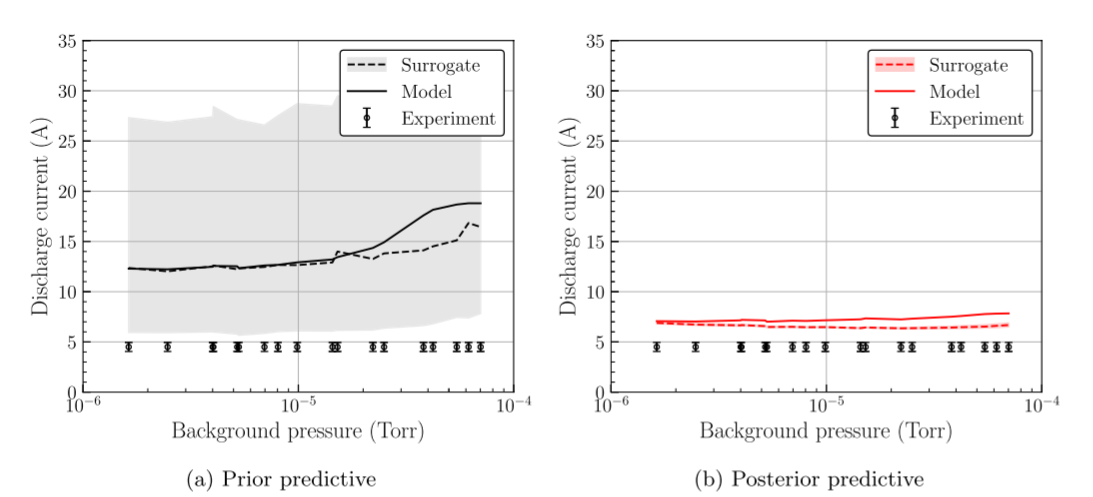 35
30
25
20
15
10
5
0
Discharge current (A)
Surrogate
Model
Experiment
10⁻⁶
10⁻⁵
10⁻⁴
Background pressure (Torr)
(a) Prior predictive
35
30
25
20
15
10
5
0
Discharge current (A)
Surrogate
Model
Experiment
10⁻⁶
10⁻⁵
10⁻⁴
Background pressure (Torr)
(b) Posterior predictive